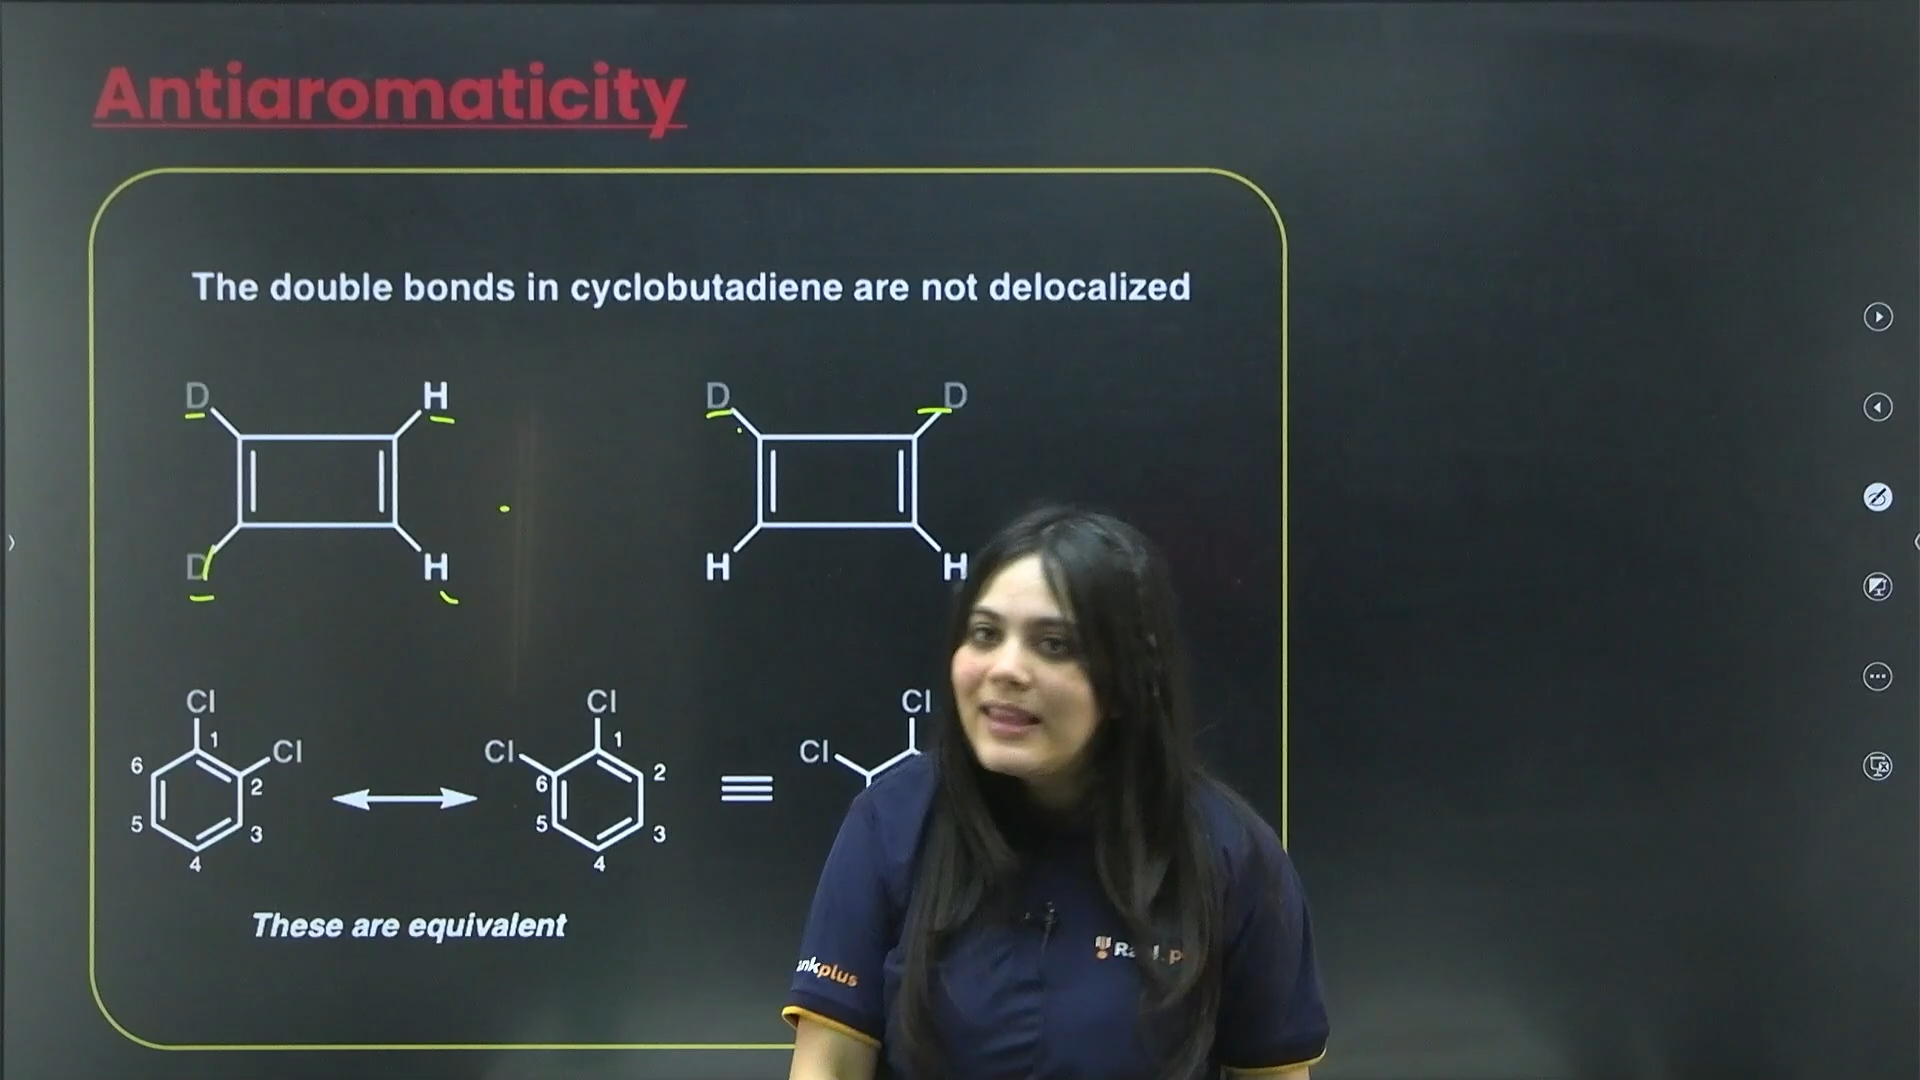 Antiaromaticity
The double bonds in cyclobutadiene are not delocalized
D H D D
D H H H
Cl Cl Cl
1 Cl Cl 1 Cl
6 2 6 2
5 3 5 3
4 4
These are equivalent
nkplus